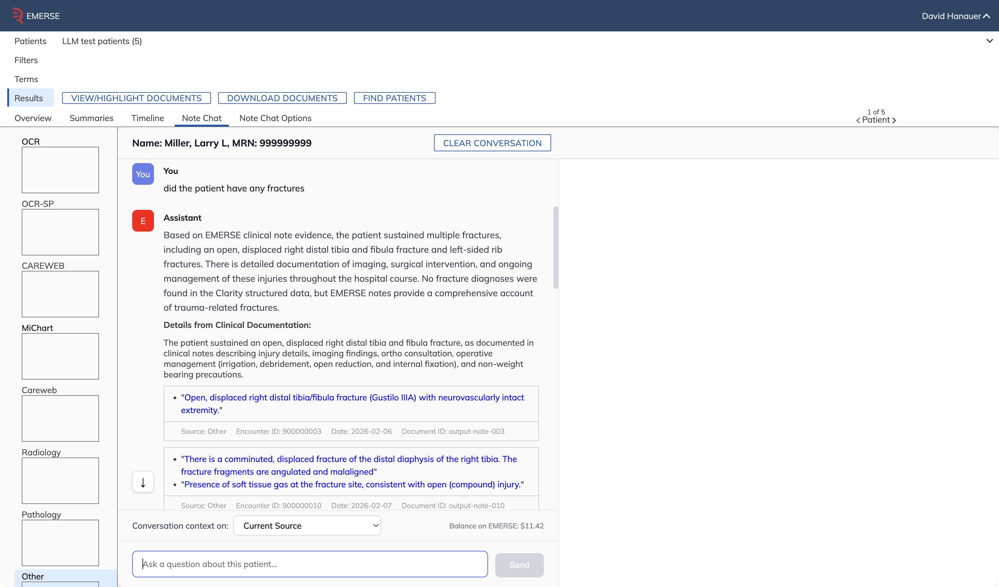 EMERSE
David Hanauer
Patients
LLM test patients (5)
Filters
Terms
Results
VIEW/HIGHLIGHT DOCUMENTS
DOWNLOAD DOCUMENTS
FIND PATIENTS
Overview
Summaries
Timeline
Note Chat
Note Chat Options
1 of 5
Patient
OCR
OCR-SP
CAREWEB
MiChart
Careweb
Radiology
Pathology
Other
Name: Miller, Larry L, MRN: 999999999
CLEAR CONVERSATION
You
You
did the patient have any fractures
E
Assistant
Based on EMERSE clinical note evidence, the patient sustained multiple fractures,
including an open, displaced right distal tibia and fibula fracture and left-sided rib
fractures. There is detailed documentation of imaging, surgical intervention, and ongoing
management of these injuries throughout the hospital course. No fracture diagnoses were
found in the Clarity structured data, but EMERSE notes provide a comprehensive account
of trauma-related fractures.
Details from Clinical Documentation:
The patient sustained an open, displaced right distal tibia and fibula fracture, as documented in
clinical notes describing injury details, imaging findings, ortho consultation, operative
management (irrigation, debridement, open reduction, and internal fixation), and non-weight
bearing precautions.
• "Open, displaced right distal tibia/fibula fracture (Gustilo IIIA) with neurovascularly intact
extremity."
Source: Other Encounter ID: 900000003 Date: 2026-02-06 Document ID: output-note-003
• "There is a comminuted, displaced fracture of the distal diaphysis of the right tibia. The
fracture fragments are angulated and malaligned"
• "Presence of soft tissue gas at the fracture site, consistent with open (compound) injury."
Source: Other Encounter ID: 900000010 Date: 2026-02-07 Document ID: output-note-010
Conversation context on:
Current Source
Balance on EMERSE: $11.42
Ask a question about this patient...
Send